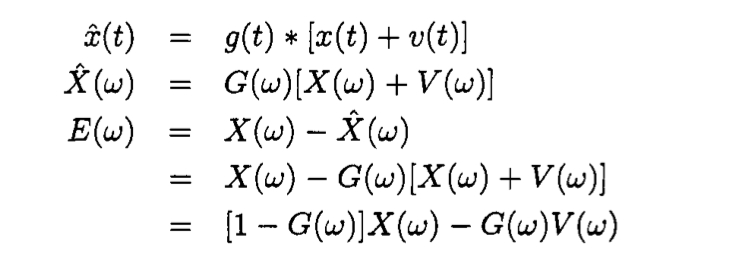 x̂(t) = g(t) * [x(t) + v(t)]
X̂(ω) = G(ω)[X(ω) + V(ω)]
E(ω) = X(ω) − X̂(ω)
= X(ω) − G(ω)[X(ω) + V(ω)]
= [1 − G(ω)]X(ω) − G(ω)V(ω)